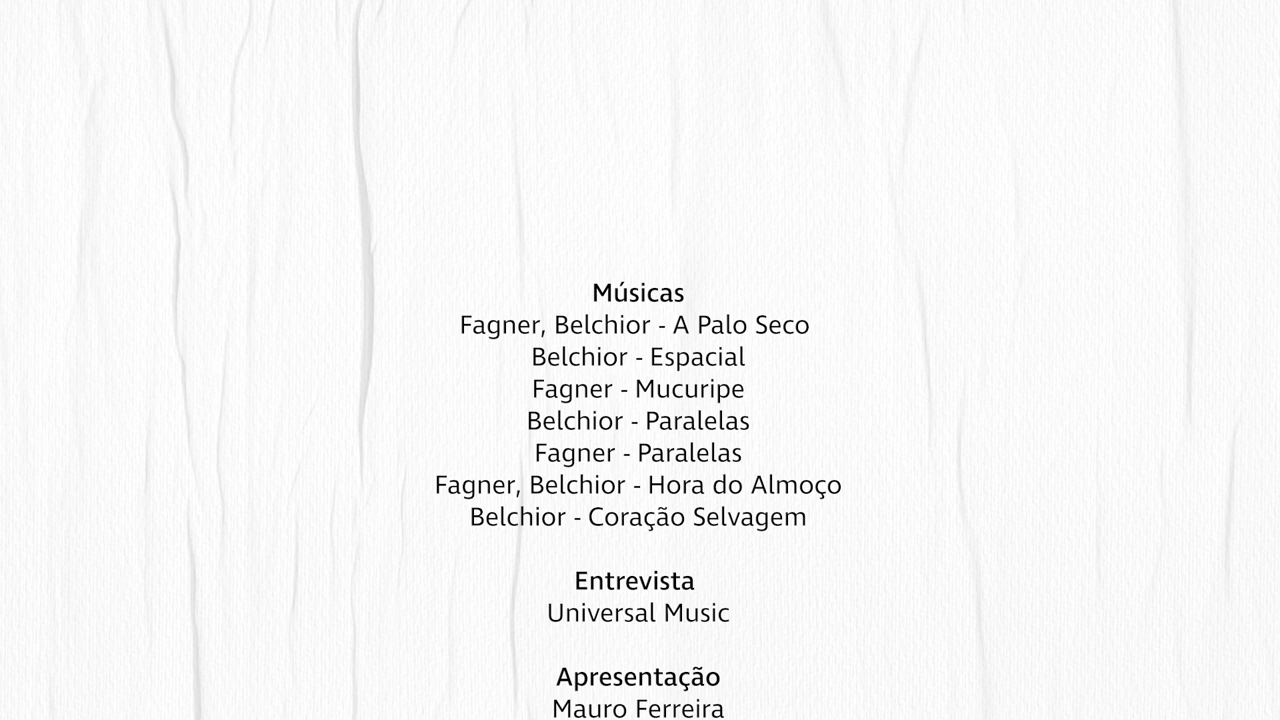 Músicas
Fagner, Belchior - A Palo Seco
Belchior - Espacial
Fagner - Mucuripe
Belchior - Paralelas
Fagner - Paralelas
Fagner, Belchior - Hora do Almoço
Belchior - Coração Selvagem
Entrevista
Universal Music
Apresentação
Mauro Ferreira